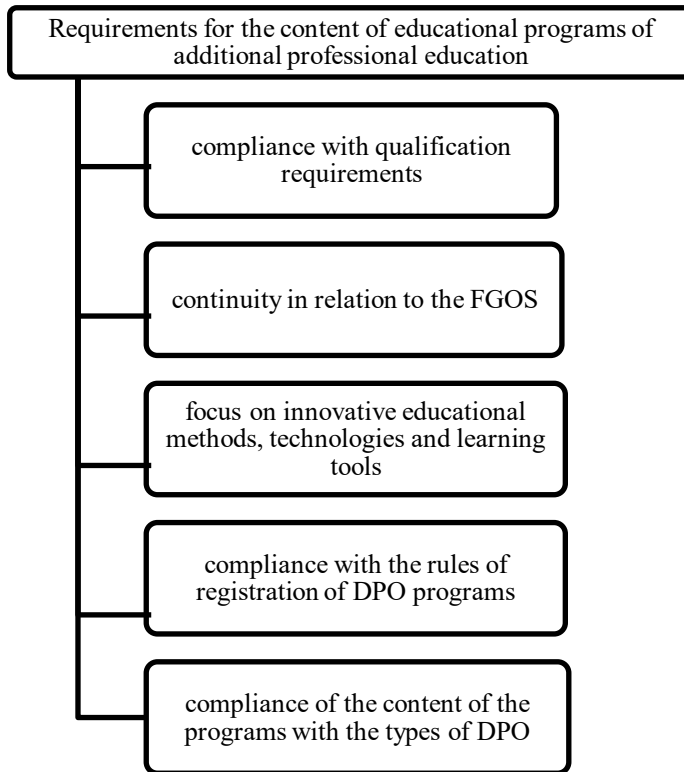 Requirements for the content of educational programs of
additional professional education
compliance with qualification
requirements
continuity in relation to the FGOS
focus on innovative educational
methods, technologies and learning
tools
compliance with the rules of
registration of DPO programs
compliance of the content of the
programs with the types of DPO